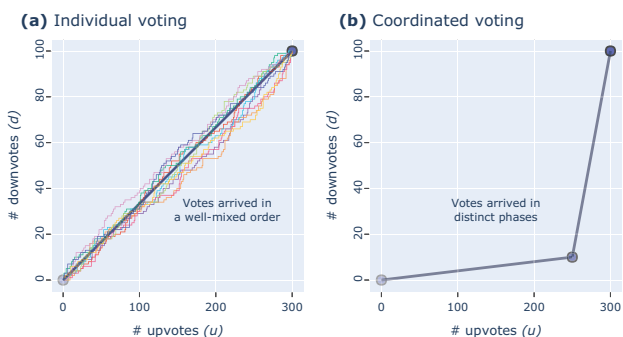 (a) Individual voting
100
80
60
40
20
0
# downvotes (d)
Votes arrived in
a well-mixed order
0
100
200
300
# upvotes (u)
(b) Coordinated voting
100
80
60
40
20
0
# downvotes (d)
Votes arrived in
distinct phases
0
100
200
300
# upvotes (u)